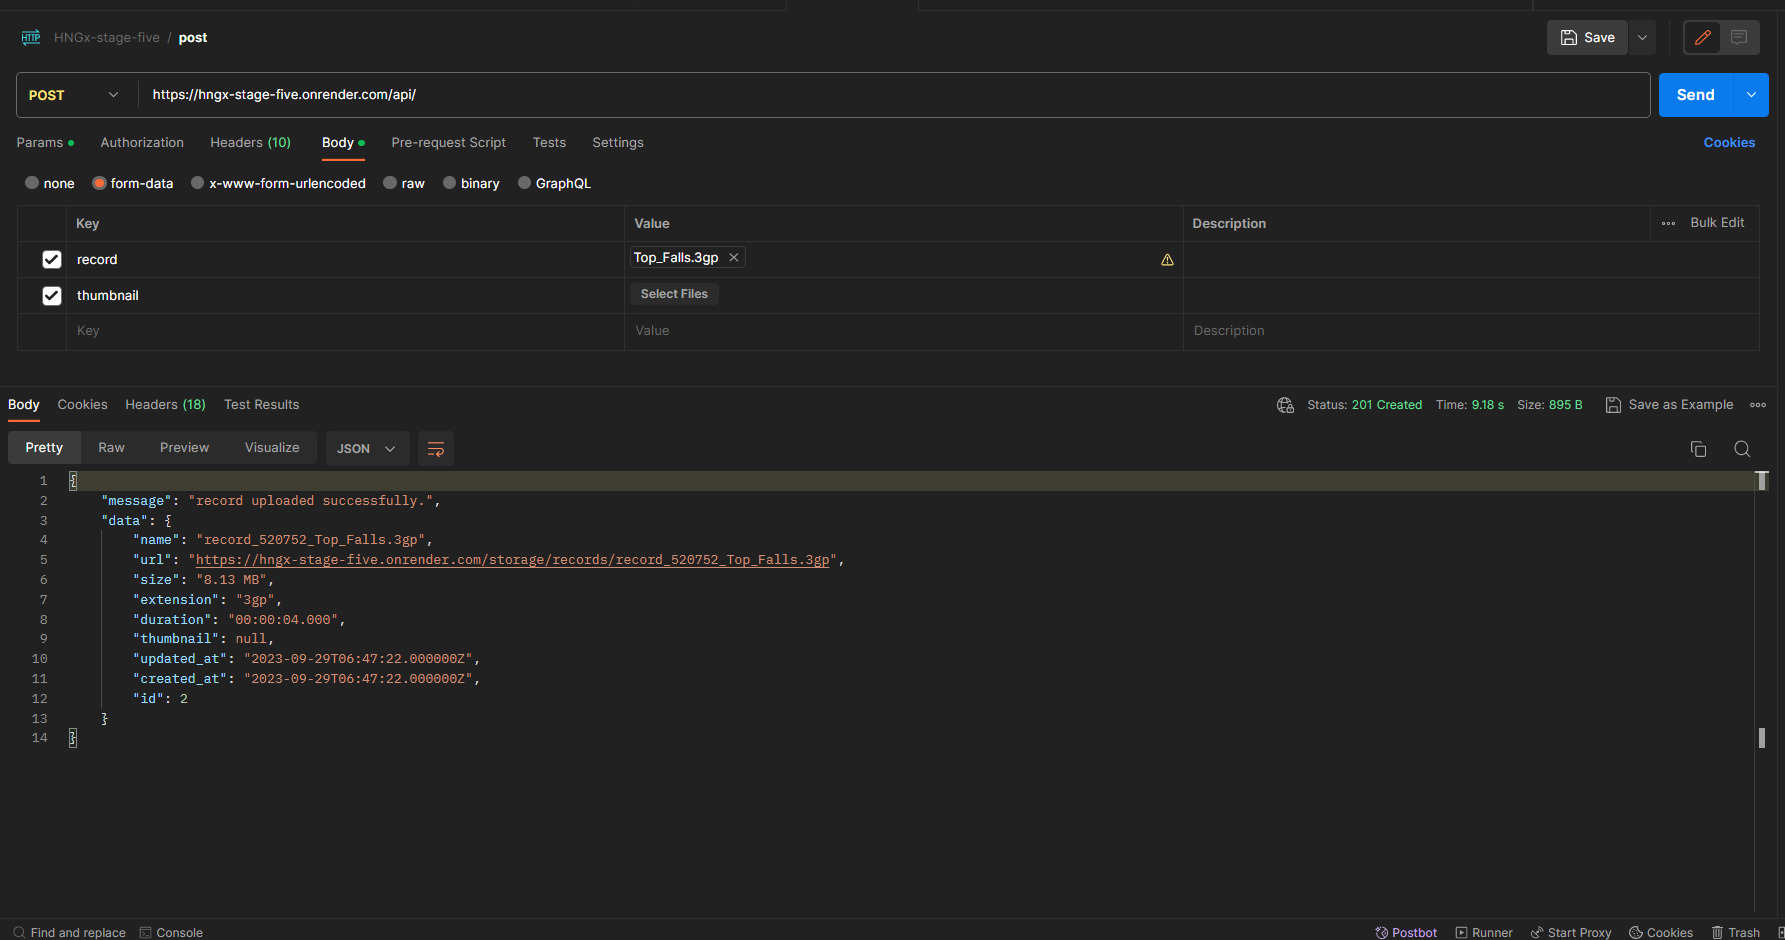 HTTP HNGx-stage-five / post Save
POST https://hngx-stage-five.onrender.com/api/ Send
Params Authorization Headers (10) Body Pre-request Script Tests Settings Cookies
none form-data x-www-form-urlencoded raw binary GraphQL
Key Value Description Bulk Edit
record Top_Falls.3gp
thumbnail Select Files
Key Value Description
Body Cookies Headers (18) Test Results Status: 201 Created Time: 9.18 s Size: 895 B Save as Example
Pretty Raw Preview Visualize JSON
1 {
2 "message": "record uploaded successfully.",
3 "data": {
4 "name": "record_520752_Top_Falls.3gp",
5 "url": "https://hngx-stage-five.onrender.com/storage/records/record_520752_Top_Falls.3gp",
6 "size": "8.13 MB",
7 "extension": "3gp",
8 "duration": "00:00:04.000",
9 "thumbnail": null,
10 "updated_at": "2023-09-29T06:47:22.000000Z",
11 "created_at": "2023-09-29T06:47:22.000000Z",
12 "id": 2
13 }
14 }
Find and replace Console Postbot Runner Start Proxy Cookies Trash